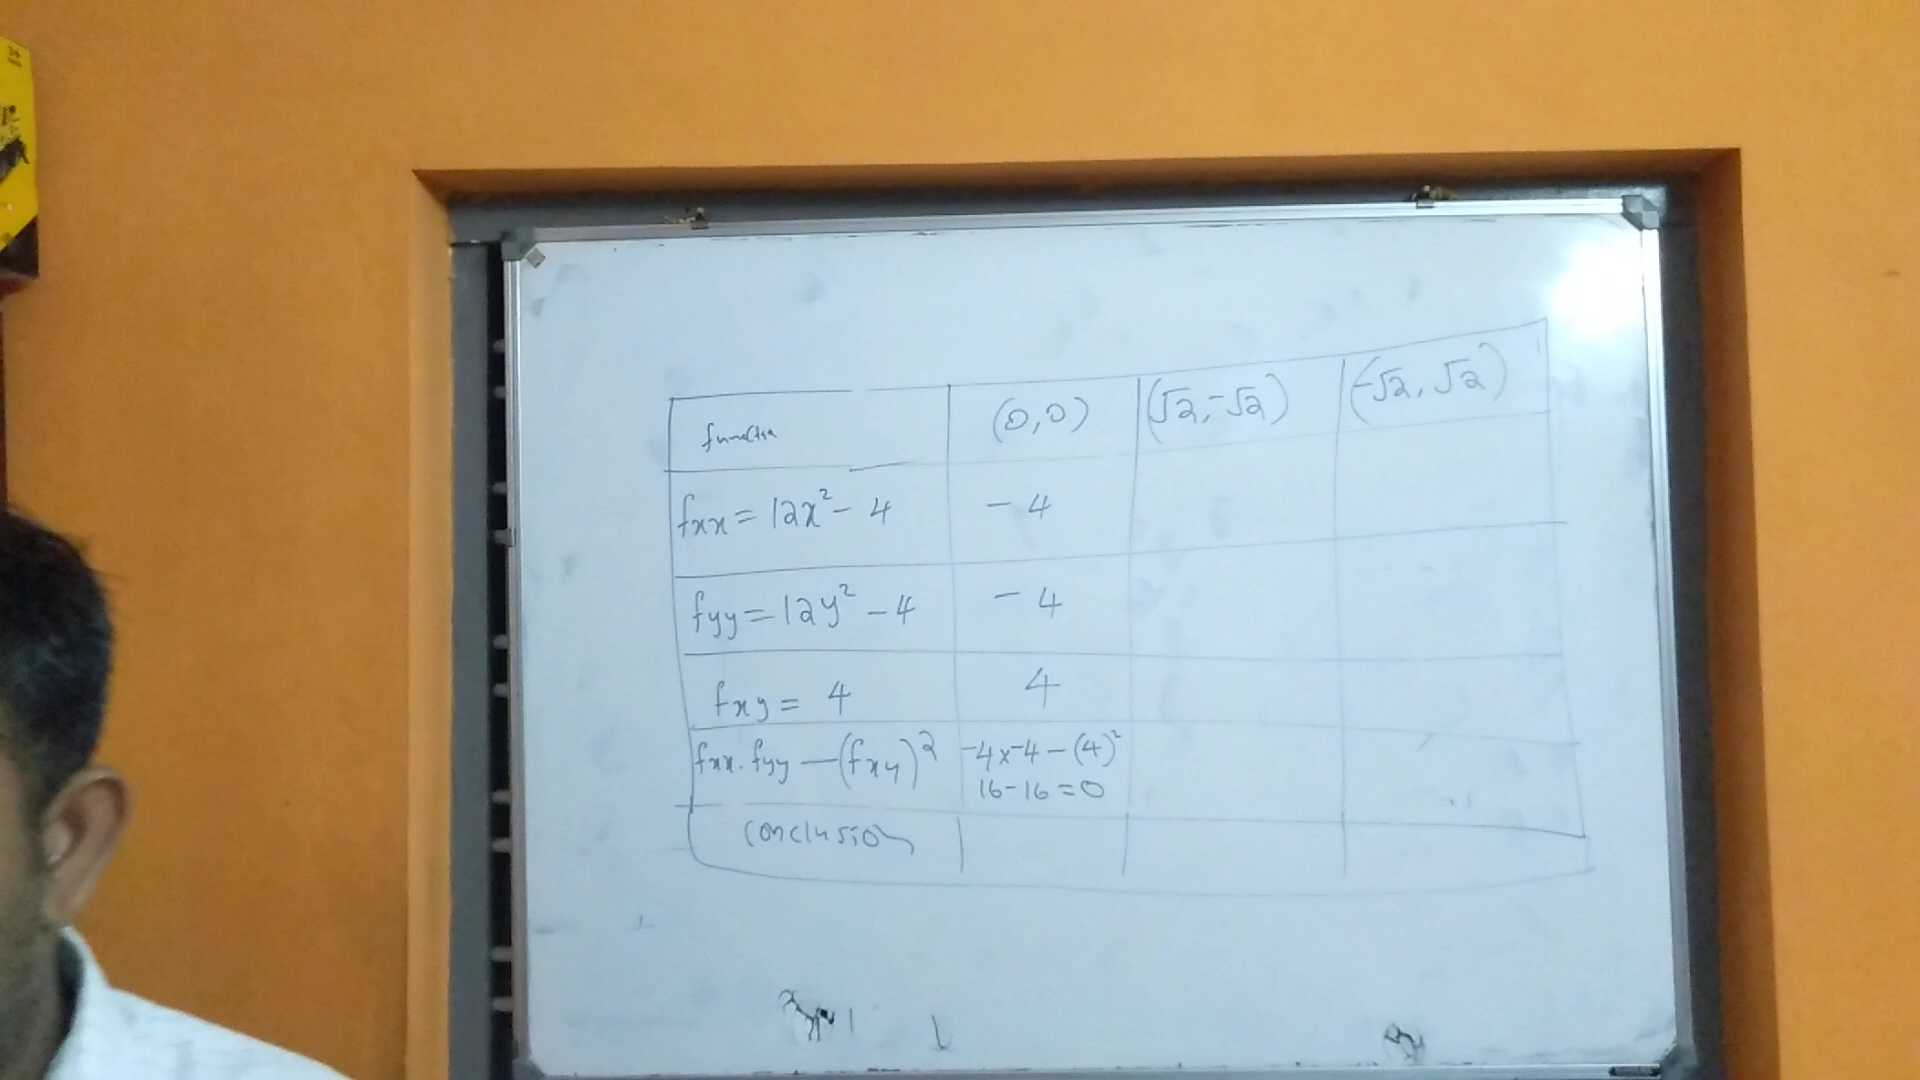 function (0,0) (√2,-√2) (-√2, √2)
fxx = 12x² - 4 - 4
fyy = 12y² - 4 - 4
fxy = 4 4
fxx. fyy - (fxy)² -4x-4-(4)²
16-16=0
conclusion